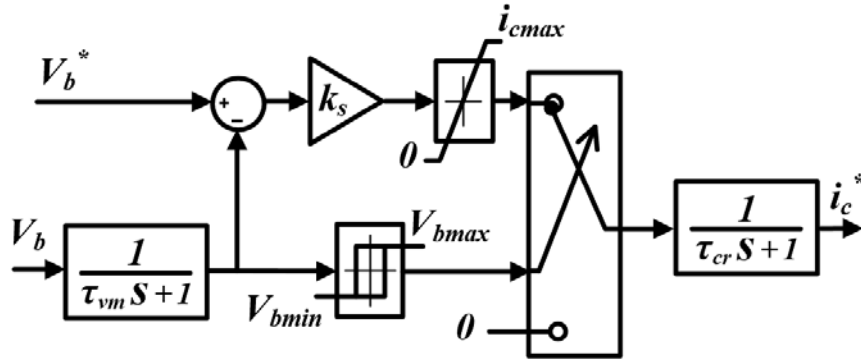 V_b^*
+
−
k_s
i_cmax
0
V_b
1
τ_vm S + 1
V_bmax
V_bmin
0
1
τ_cr S + 1
i_c^*